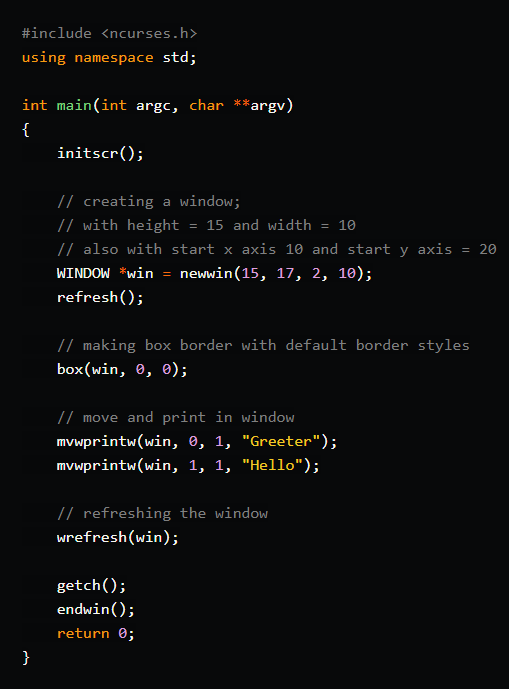 #include <ncurses.h>
using namespace std;

int main(int argc, char **argv)
{
    initscr();

    // creating a window;
    // with height = 15 and width = 10
    // also with start x axis 10 and start y axis = 20
    WINDOW *win = newwin(15, 17, 2, 10);
    refresh();

    // making box border with default border styles
    box(win, 0, 0);

    // move and print in window
    mvwprintw(win, 0, 1, "Greeter");
    mvwprintw(win, 1, 1, "Hello");

    // refreshing the window
    wrefresh(win);

    getch();
    endwin();
    return 0;
}